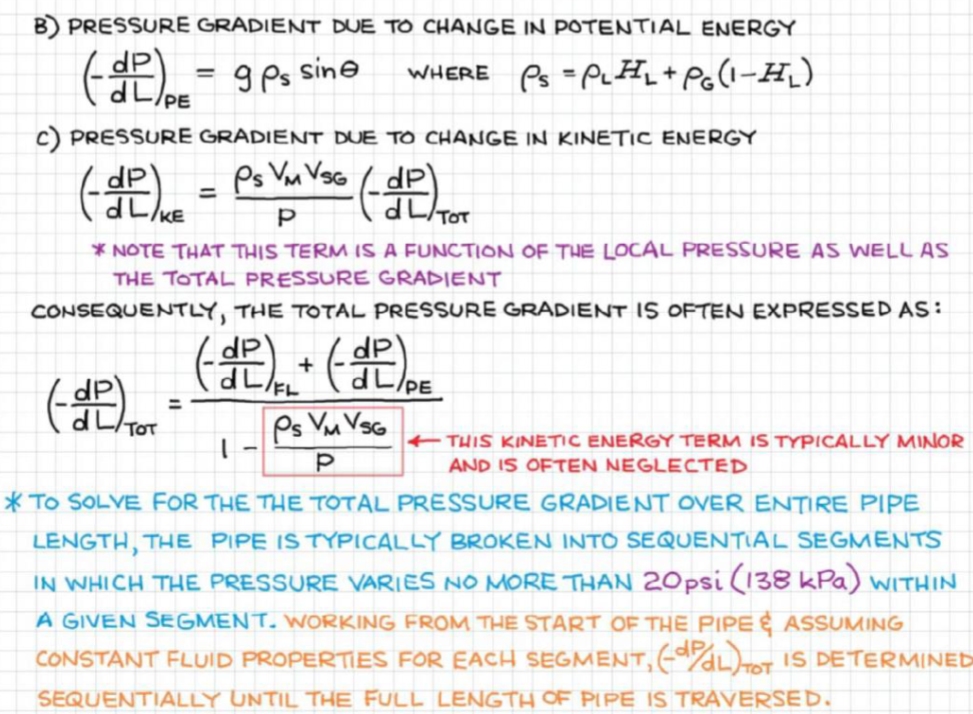 B) PRESSURE GRADIENT DUE TO CHANGE IN POTENTIAL ENERGY
(-dP/dL)PE = g ρS sinθ WHERE ρS = ρL HL + ρG (1-HL)
C) PRESSURE GRADIENT DUE TO CHANGE IN KINETIC ENERGY
(-dP/dL)KE = ρS VM VSG / P (-dP/dL)TOT
* NOTE THAT THIS TERM IS A FUNCTION OF THE LOCAL PRESSURE AS WELL AS
THE TOTAL PRESSURE GRADIENT
CONSEQUENTLY, THE TOTAL PRESSURE GRADIENT IS OFTEN EXPRESSED AS:
(-dP/dL)TOT = ((-dP/dL)FL + (-dP/dL)PE) / (1 - ρS VM VSG / P)
← THIS KINETIC ENERGY TERM IS TYPICALLY MINOR
AND IS OFTEN NEGLECTED
* TO SOLVE FOR THE THE TOTAL PRESSURE GRADIENT OVER ENTIRE PIPE
LENGTH, THE PIPE IS TYPICALLY BROKEN INTO SEQUENTIAL SEGMENTS
IN WHICH THE PRESSURE VARIES NO MORE THAN 20psi (138 kPa) WITHIN
A GIVEN SEGMENT. WORKING FROM THE START OF THE PIPE & ASSUMING
CONSTANT FLUID PROPERTIES FOR EACH SEGMENT, (-dP/dL)TOT IS DETERMINED
SEQUENTIALLY UNTIL THE FULL LENGTH OF PIPE IS TRAVERSED.